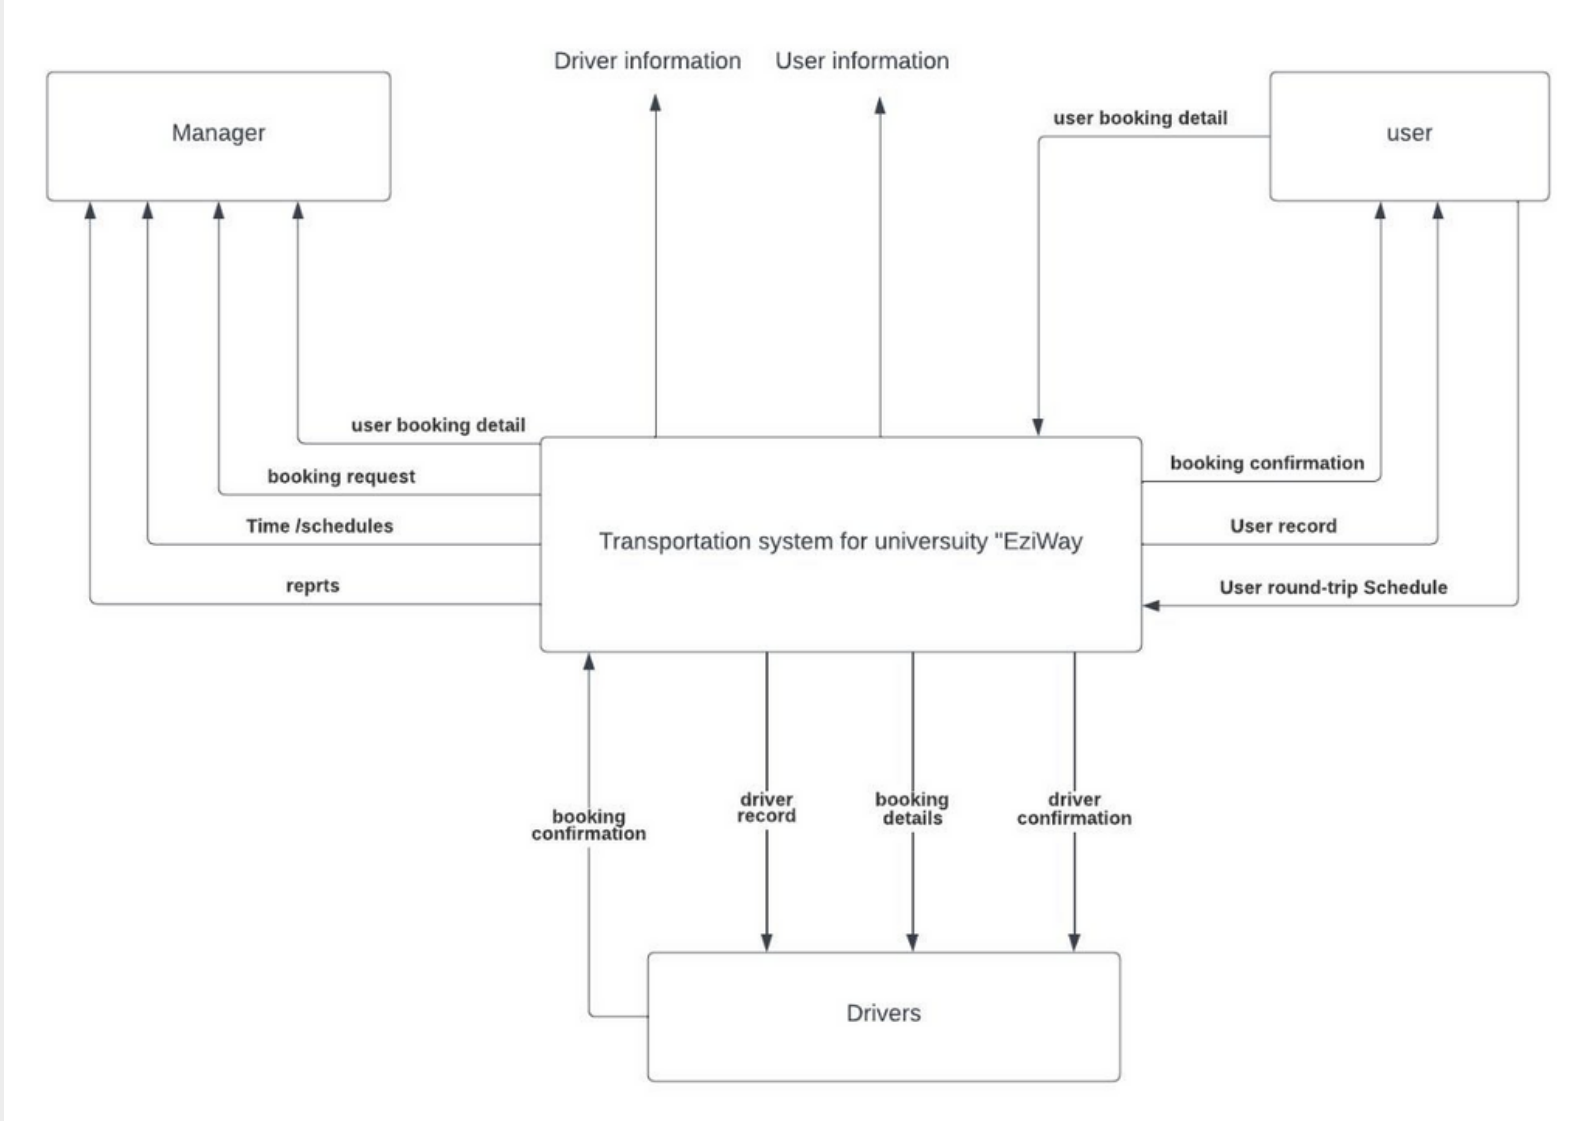 Driver information
User information
Manager
user booking detail
user
user booking detail
booking request
Time /schedules
reprts
booking confirmation
User record
User round-trip Schedule
Transportation system for universuity "EziWay
booking
confirmation
driver
record
booking
details
driver
confirmation
Drivers